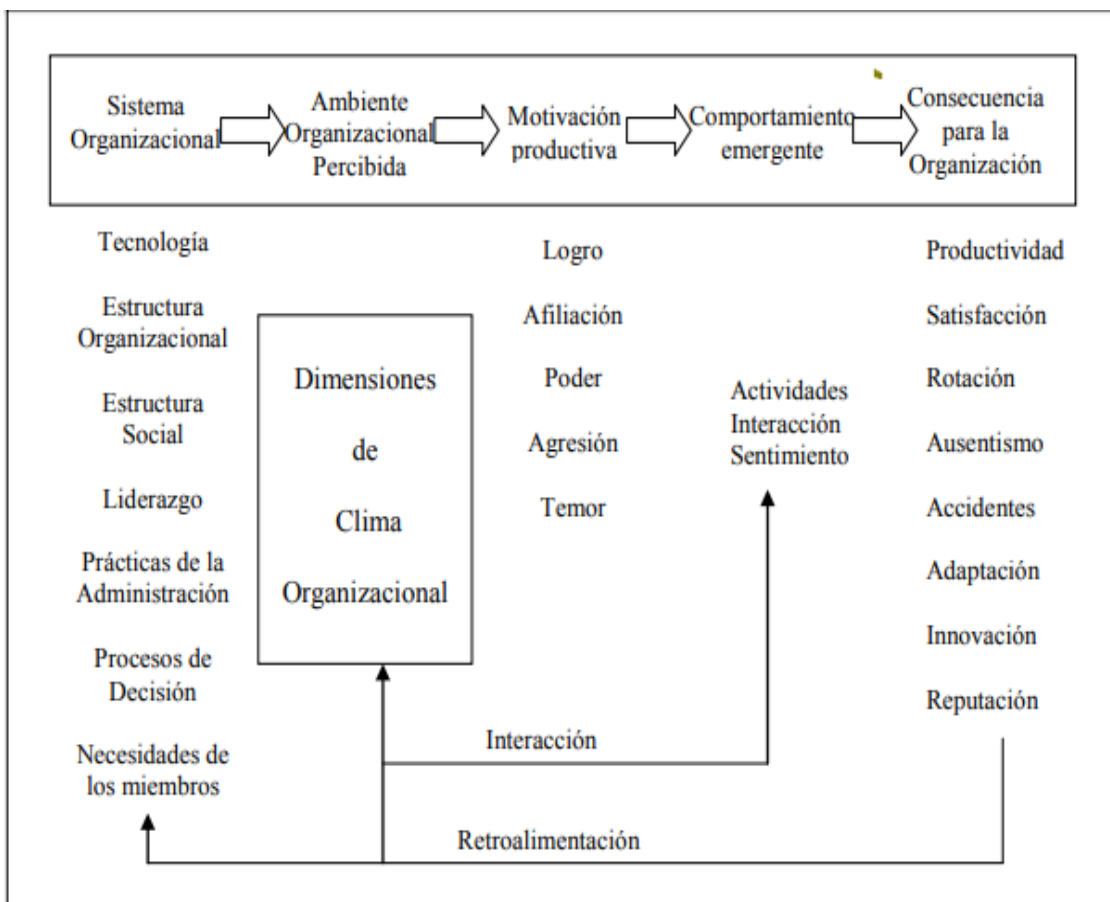 Sistema
Organizacional
Ambiente
Organizacional
Percibida
Motivación
productiva
Comportamiento
emergente
Consecuencia
para la
Organización
Tecnología
Estructura
Organizacional
Estructura
Social
Liderazgo
Prácticas de la
Administración
Procesos de
Decisión
Necesidades de
los miembros
Dimensiones
de
Clima
Organizacional
Logro
Afiliación
Poder
Agresión
Temor
Actividades
Interacción
Sentimiento
Productividad
Satisfacción
Rotación
Ausentismo
Accidentes
Adaptación
Innovación
Reputación
Interacción
Retroalimentación